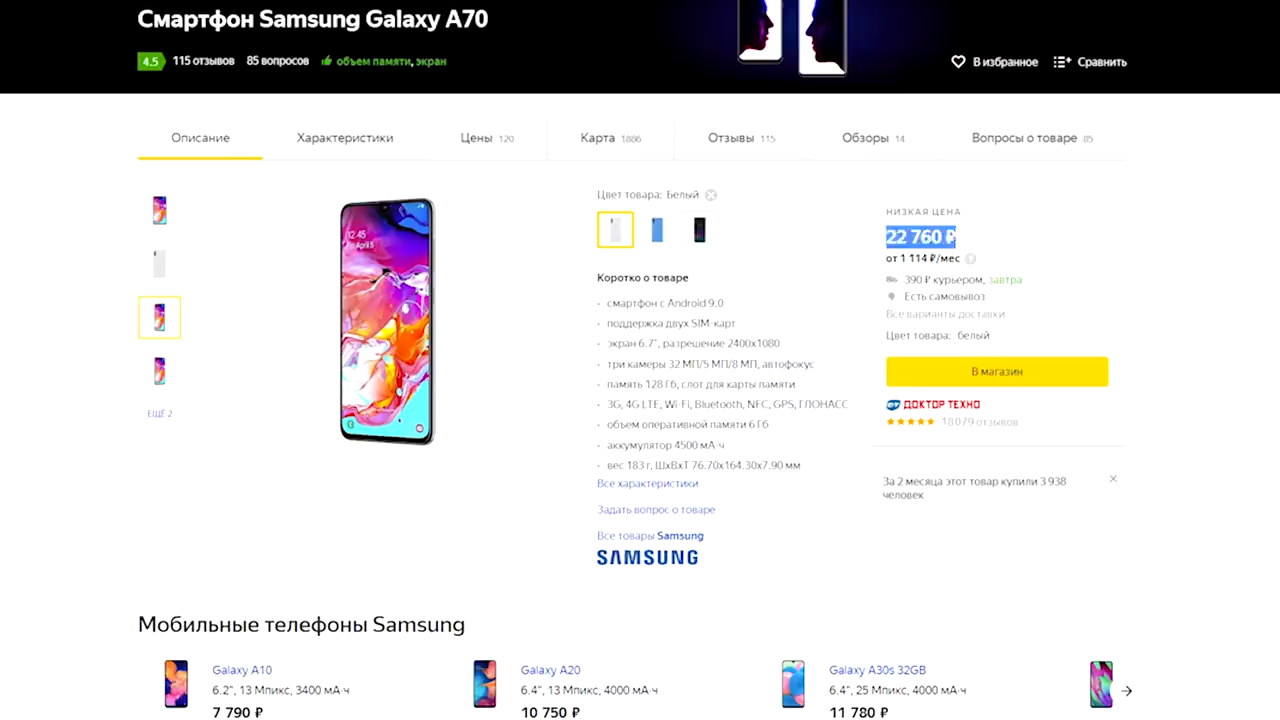 Смартфон Samsung Galaxy A70
4.5 115 отзывов 85 вопросов объем памяти, экран
В избранное Сравнить
Описание Характеристики Цены 120 Карта 1886 Отзывы 115 Обзоры 14 Вопросы о товаре 85
Цвет товара: Белый
Коротко о товаре
- смартфон с Android 9.0
- поддержка двух SIM-карт
- экран 6.7", разрешение 2400x1080
- три камеры 32 МП/5 МП/8 МП, автофокус
- память 128 Гб, слот для карты памяти
- 3G, 4G LTE, Wi-Fi, Bluetooth, NFC, GPS, ГЛОНАСС
- объем оперативной памяти 6 Гб
- аккумулятор 4500 мА·ч
- вес 183 г, ШxВxТ 76.70x164.30x7.90 мм
Все характеристики
Задать вопрос о товаре
Все товары Samsung
SAMSUNG
ЕЩЁ 2
12:45
НИЗКАЯ ЦЕНА
22 760 ₽
от 1 114 ₽/мес
390 ₽ курьером, завтра
Есть самовывоз
Все варианты доставки
Цвет товара: белый
В магазин
ДОКТОР ТЕХНО
18 079 отзывов
За 2 месяца этот товар купили 3 938
человек
Мобильные телефоны Samsung
Galaxy A10
6.2", 13 Мпикс, 3400 мА·ч
7 790 ₽
Galaxy A20
6.4", 13 Мпикс, 4000 мА·ч
10 750 ₽
Galaxy A30s 32GB
6.4", 25 Мпикс, 4000 мА·ч
11 780 ₽